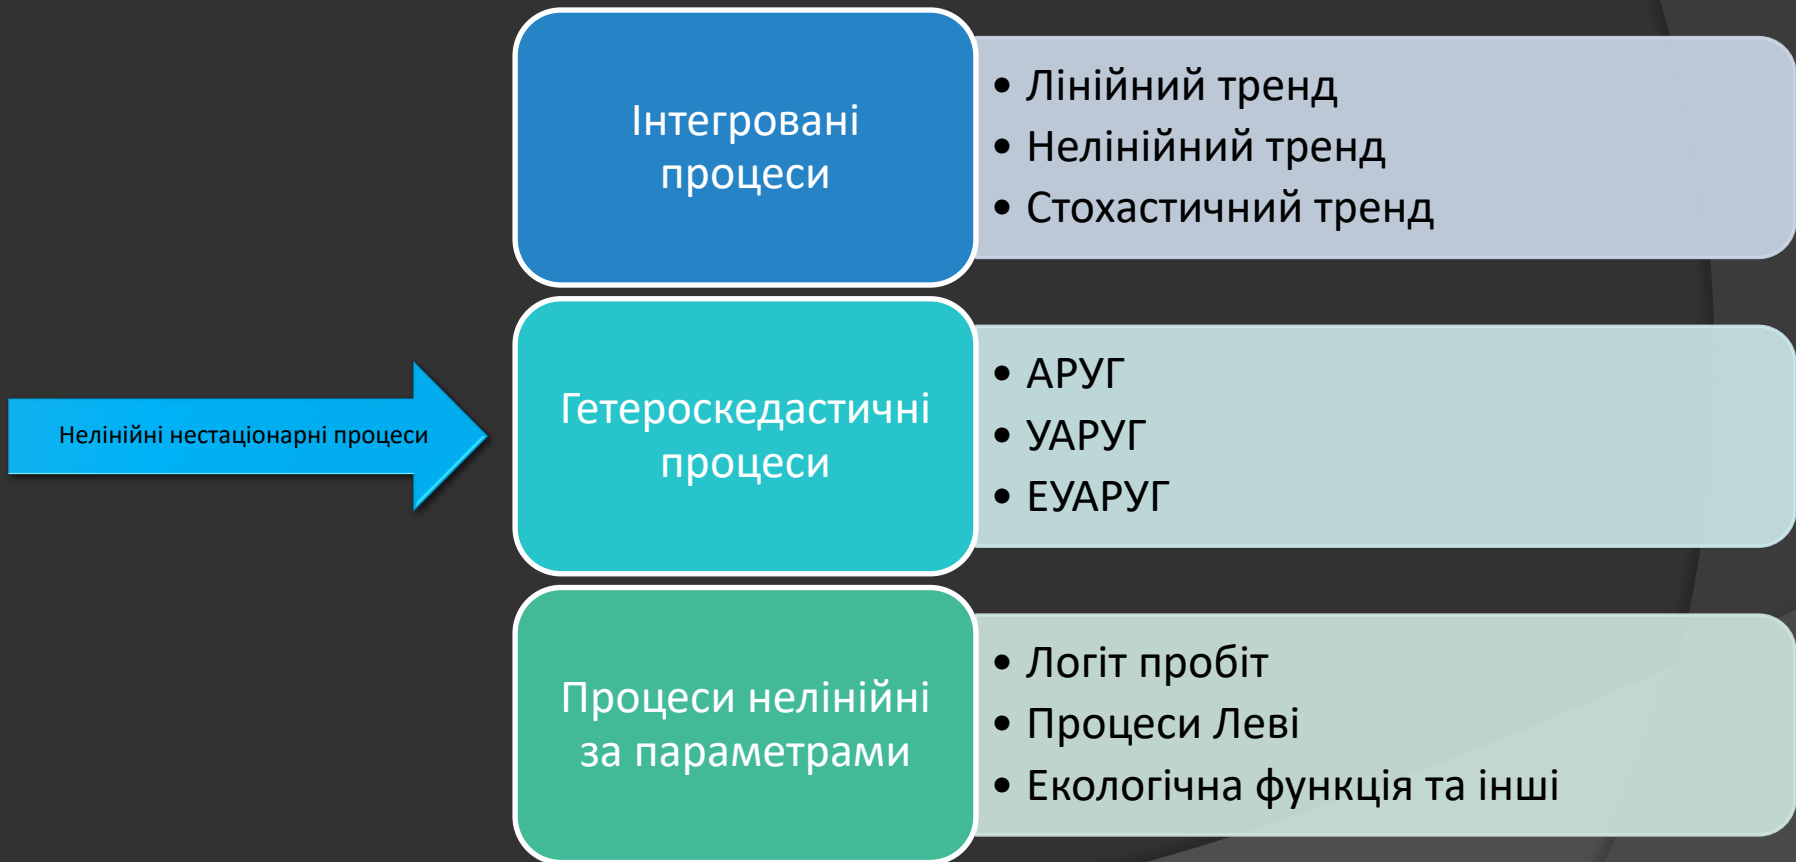 Інтегровані
процеси
• Лінійний тренд
• Нелінійний тренд
• Стохастичний тренд
Нелінійні нестаціонарні процеси
Гетероскедастичні
процеси
• АРУГ
• УАРУГ
• ЕУАРУГ
Процеси нелінійні
за параметрами
• Логіт пробіт
• Процеси Леві
• Екологічна функція та інші